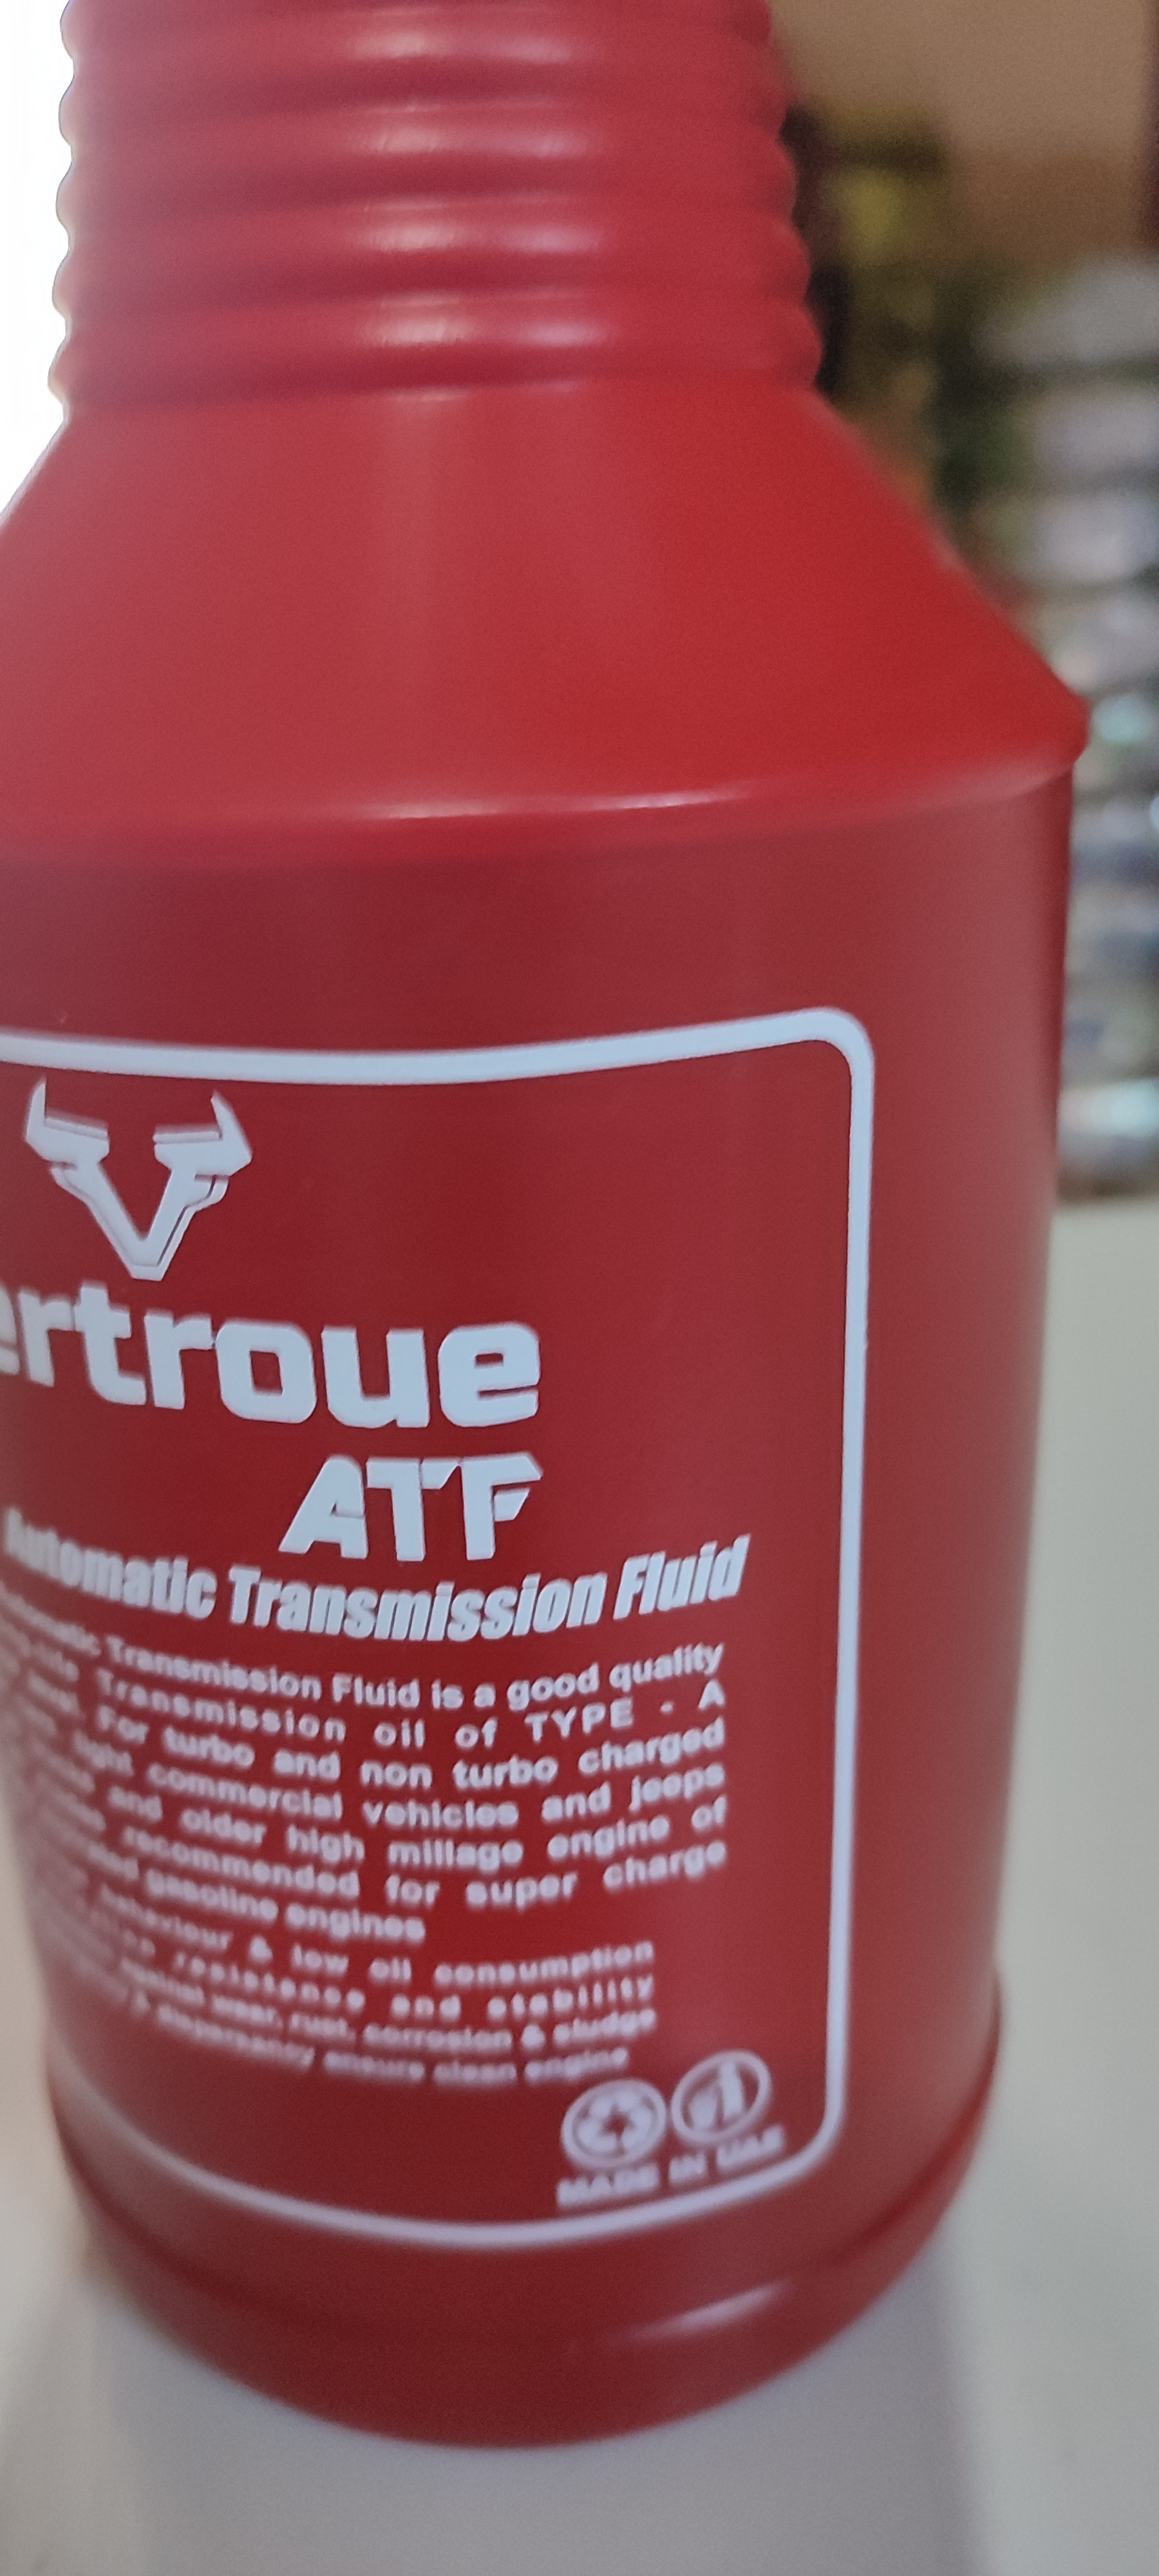 ertroue
ATF
Automatic Transmission Fluid
Transmission Fluid is a good quality
Transmission oil of TYPE - A
For turbo and non turbo charged
light commercial vehicles and jeeps
and older high millage engine of
recommended for super charge
gasoline engines
behaviour & low oil consumption
resistance and stability
against wear, rust, corrosion & sludge
& dispersancy ensure clean engine
MADE IN UAE